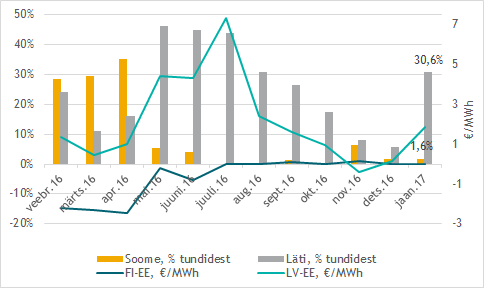 50%
40%
30%
20%
10%
0%
-10%
-20%
7
5
3
1
-1
-3
€/MWh
30,6%
1,6%
veebr.16
märts.16
apr.16
mai.16
juuni.16
juuli.16
aug.16
sept.16
okt.16
nov.16
dets.16
jaan.17
Soome, % tundidest
Läti, % tundidest
FI-EE, €/MWh
LV-EE, €/MWh